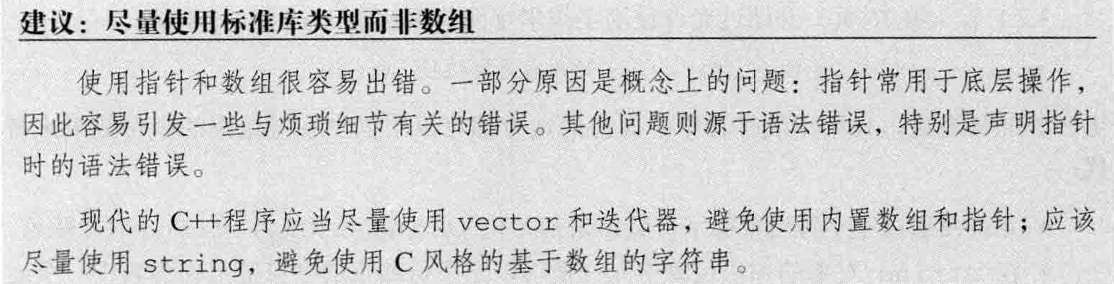 建议：尽量使用标准库类型而非数组
使用指针和数组很容易出错。一部分原因是概念上的问题：指针常用于底层操作，
因此容易引发一些与烦琐细节有关的错误。其他问题则源于语法错误，特别是声明指针
时的语法错误。
现代的 C++程序应当尽量使用 vector 和迭代器，避免使用内置数组和指针；应该
尽量使用 string，避免使用 C 风格的基于数组的字符串。